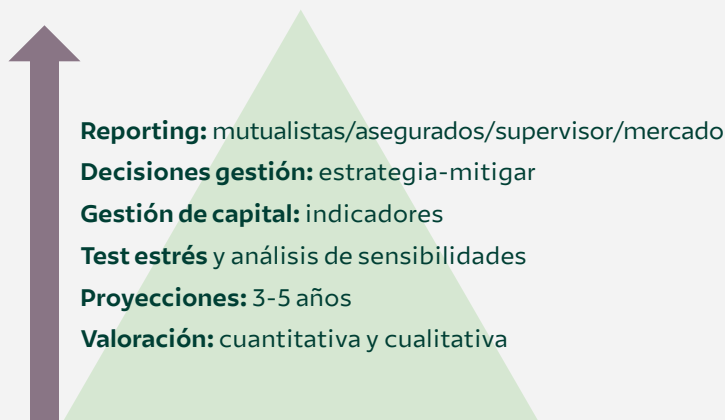 Reporting: mutualistas/asegurados/supervisor/mercado
Decisiones gestión: estrategia-mitigar
Gestión de capital: indicadores
Test estrés y análisis de sensibilidades
Proyecciones: 3-5 años
Valoración: cuantitativa y cualitativa